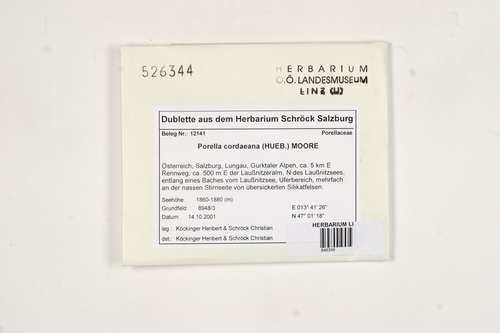 526344
HERBARIUM
O.Ö. LANDESMUSEUM
LINZ (U)
Dublette aus dem Herbarium Schröck Salzburg
Beleg Nr.: 12141 Porellaceae
Porella cordaeana (HUEB.) MOORE
Österreich, Salzburg, Lungau, Gurktaler Alpen, ca. 5 km E
Rennweg, ca. 500 m E der Laußnitzeralm, N des Laußnitzsees,
entlang eines Baches vom Laußnitzsee, Uferbereich, mehrfach
an der nassen Stirnseite von übersickerten Silikatfelsen.
Seehöhe: 1860-1880 (m)
Grundfeld: 8948/3 E 013° 41' 26"
Datum: 14.10.2001 N 47° 01' 18"
leg.: Köckinger Heribert & Schröck Christian
det.: Köckinger Heribert & Schröck Christian
HERBARIUM LI